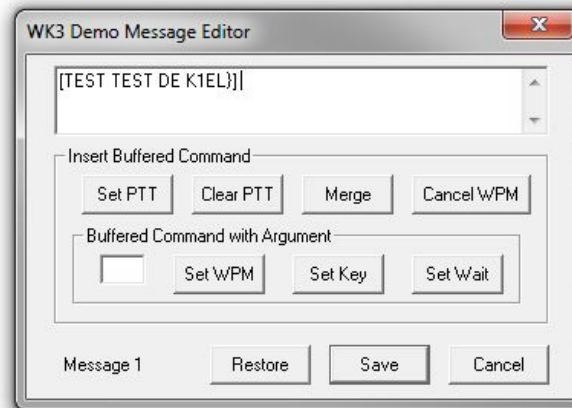 WK3 Demo Message Editor
[TEST TEST DE K1EL}]
Insert Buffered Command
Set PTT Clear PTT Merge Cancel WPM
Buffered Command with Argument
Set WPM Set Key Set Wait
Message 1 Restore Save Cancel